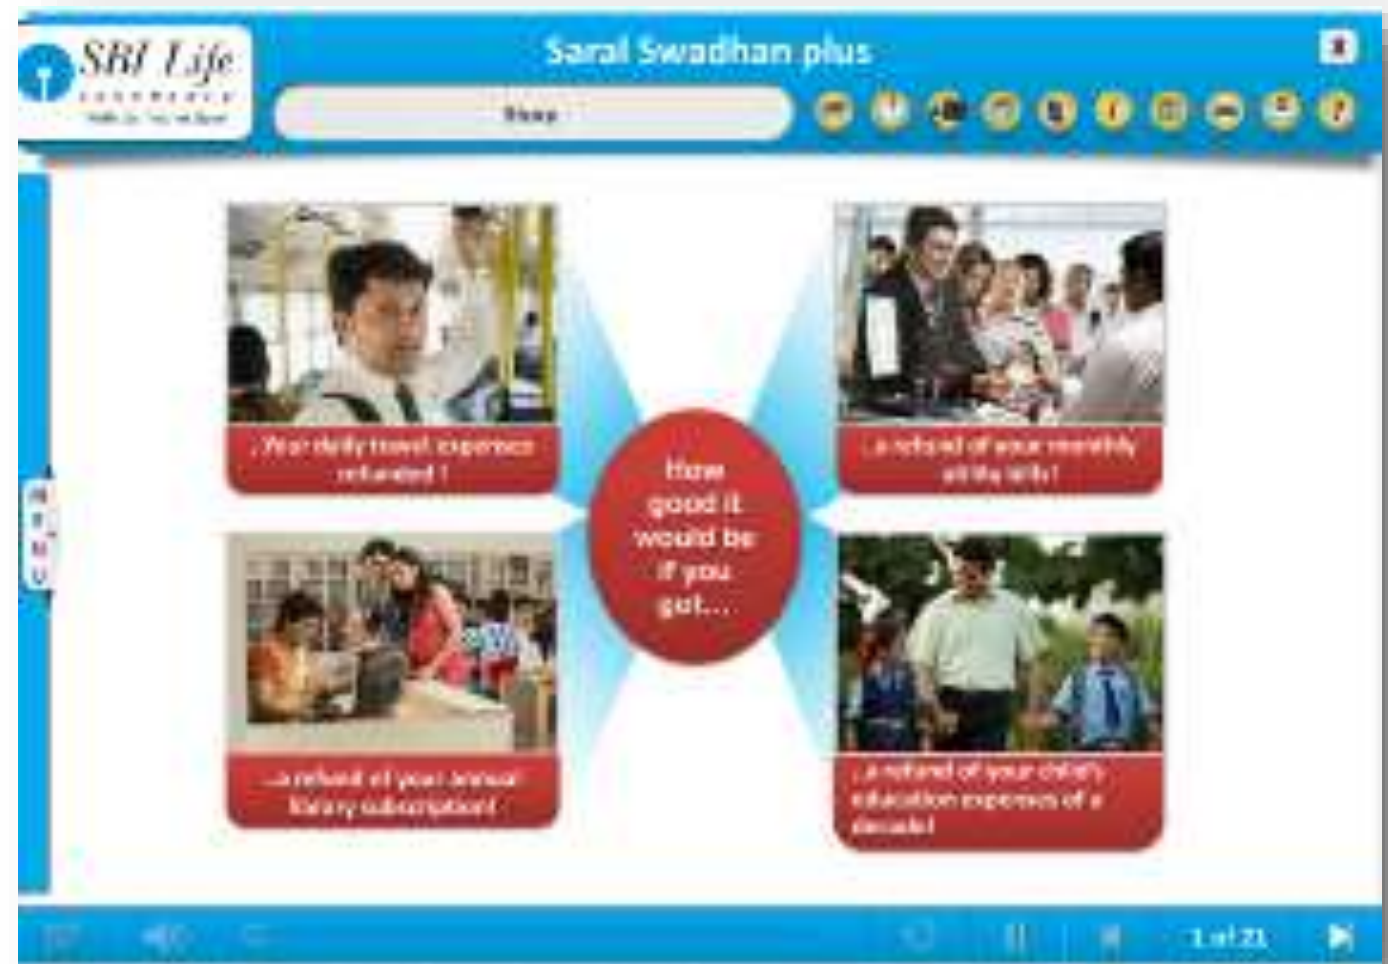 SBI Life
INSURANCE
Saral Swadhan plus
x
?
..Your daily travel expenses
refunded !
..a refund of your monthly
utility bills!
How
good it
would be
if you
got...
..a refund of your annual
library subscription!
..a refund of your child's
education expenses of a
decade!
M
E
N
U
1 of 21